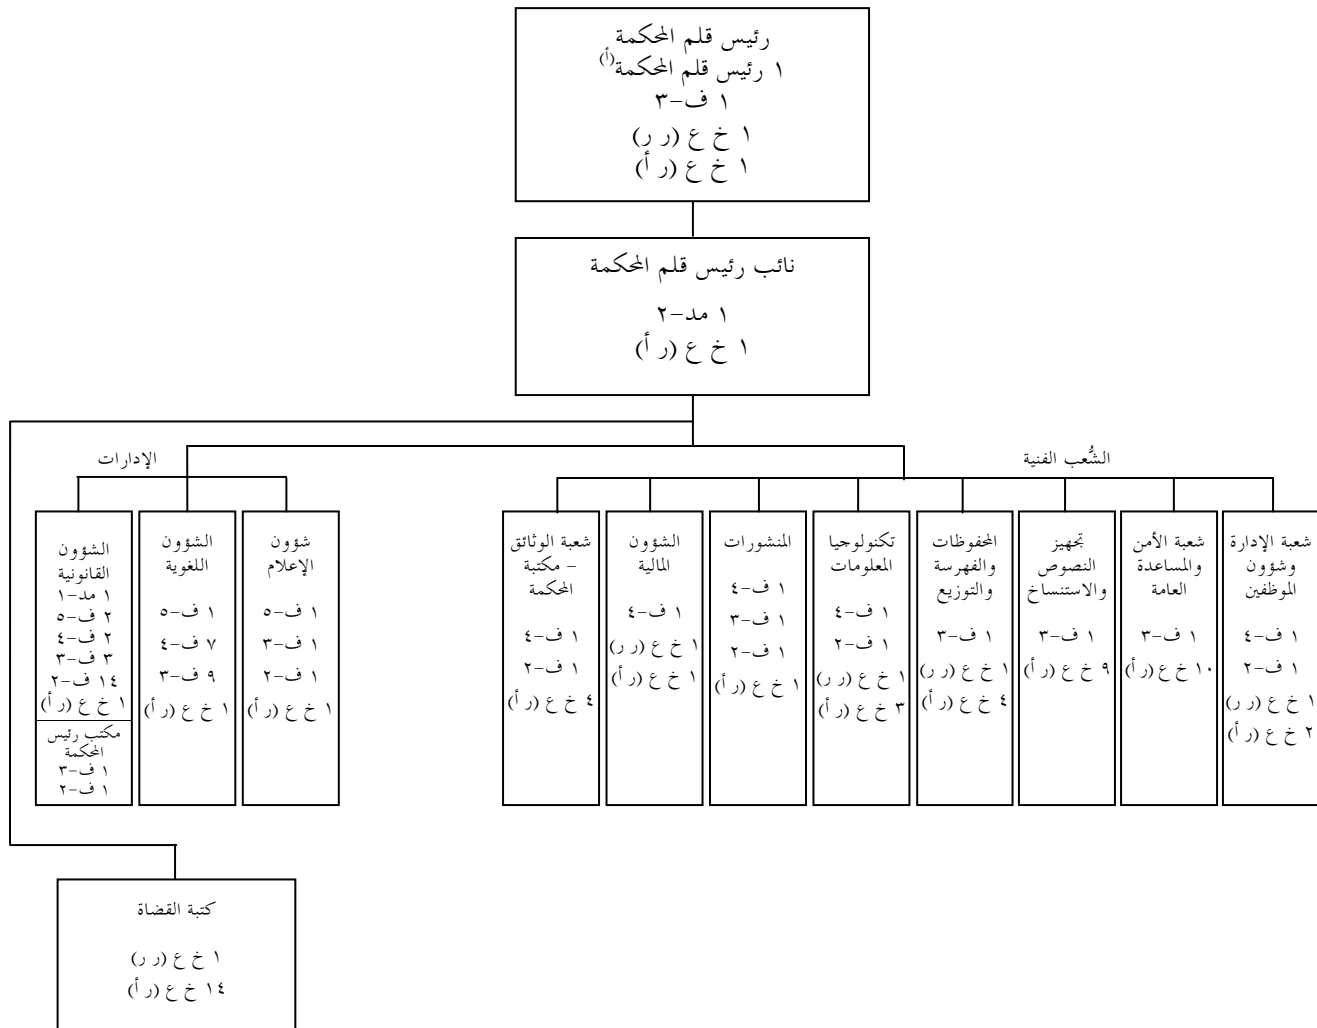 رئيس قلم المحكمة
١ رئيس قلم المحكمة(أ)
١ ف-٣
١ خ ع (ر ر)
١ خ ع (ر أ)
نائب رئيس قلم المحكمة
١ مد-٢
١ خ ع (ر أ)
الشُّعب الفنية
شعبة الإدارة
وشؤون
الموظفين
١ ف-٤
١ ف-٢
١ خ ع (ر ر)
٢ خ ع (ر أ)
شعبة الأمن
والمساعدة
العامة
١ ف-٣
١٠ خ ع (ر أ)
تجهيز
النصوص
والاستنساخ
١ ف-٣
٩ خ ع (ر أ)
المحفوظات
والفهرسة
والتوزيع
١ ف-٣
١ خ ع (ر ر)
٤ خ ع (ر أ)
تكنولوجيا
المعلومات
١ ف-٤
١ ف-٢
١ خ ع (ر ر)
٣ خ ع (ر أ)
المنشورات
١ ف-٤
١ ف-٣
١ ف-٢
١ خ ع (ر أ)
الشؤون
المالية
١ ف-٤
١ خ ع (ر ر)
١ خ ع (ر أ)
شعبة الوثائق
– مكتبة
المحكمة
١ ف-٤
١ ف-٢
٤ خ ع (ر أ)
الإدارات
شؤون
الإعلام
١ ف-٥
١ ف-٣
١ ف-٢
١ خ ع (ر أ)
الشؤون
اللغوية
١ ف-٥
٧ ف-٤
٩ ف-٣
١ خ ع (ر أ)
الشؤون
القانونية
١ مد-١
٢ ف-٥
٢ ف-٤
٣ ف-٣
١٤ ف-٢
١ خ ع (ر أ)
مكتب رئيس
المحكمة
١ ف-٣
١ ف-٢
كتبة القضاة
١ خ ع (ر ر)
١٤ خ ع (ر أ)